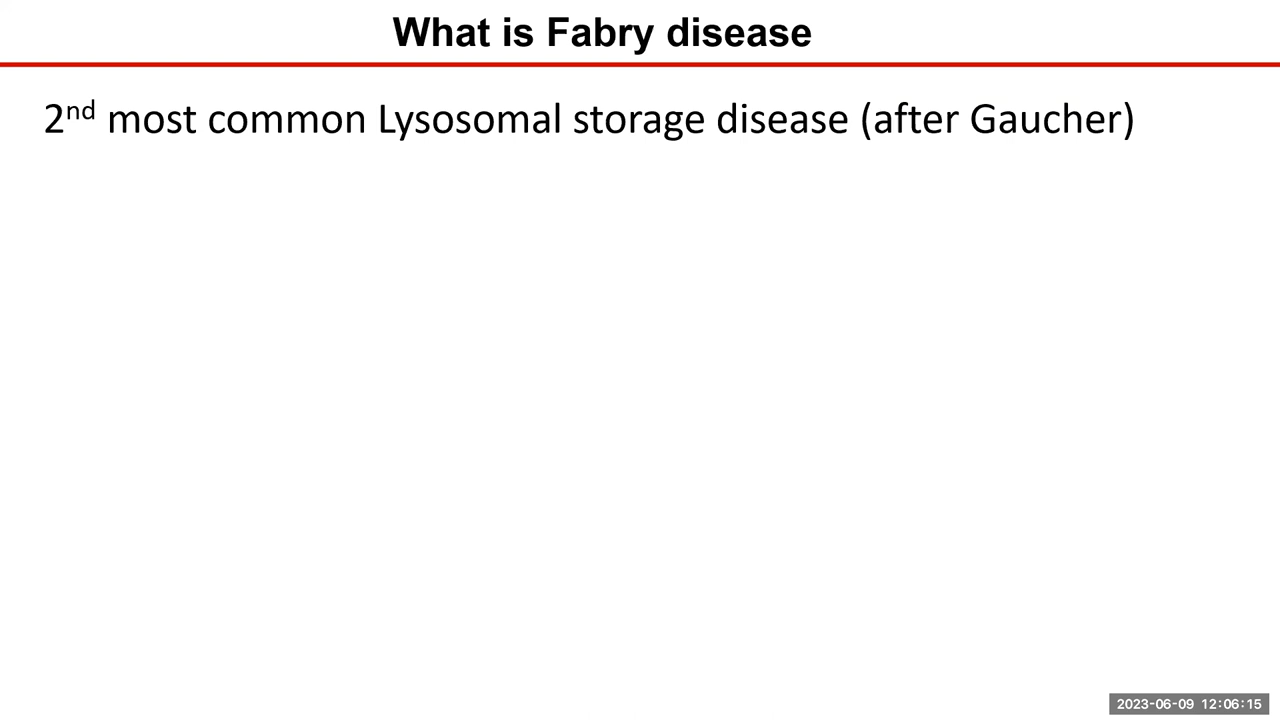 What is Fabry disease
2nd most common Lysosomal storage disease (after Gaucher)
2023-06-09 12:06:15